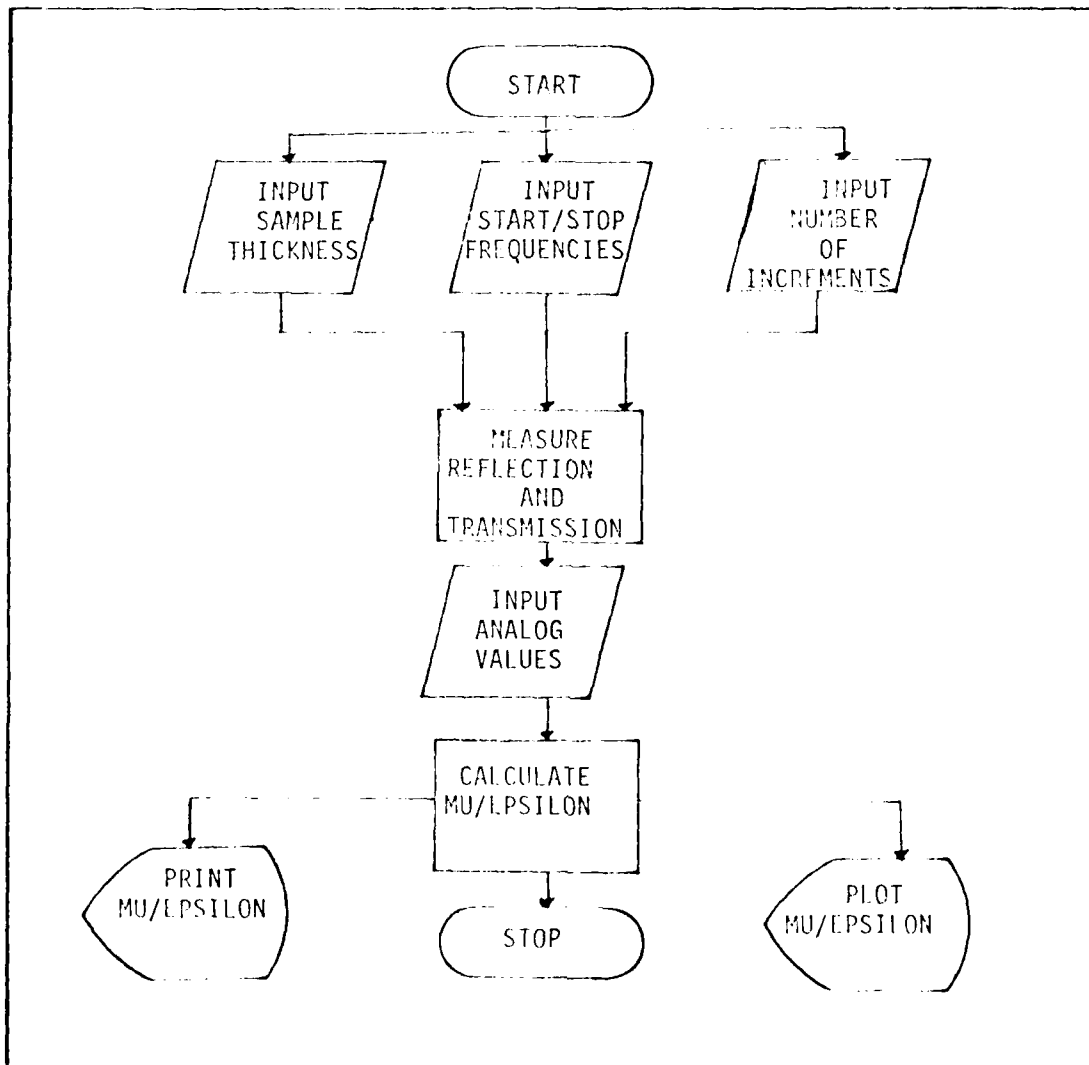 START
INPUT
SAMPLE
THICKNESS
INPUT
START/STOP
FREQUENCIES
INPUT
NUMBER
OF
INCREMENTS
MEASURE
REFLECTION
AND
TRANSMISSION
INPUT
ANALOG
VALUES
CALCULATE
MU/EPSILON
PRINT
MU/EPSILON
STOP
PLOT
MU/EPSILON